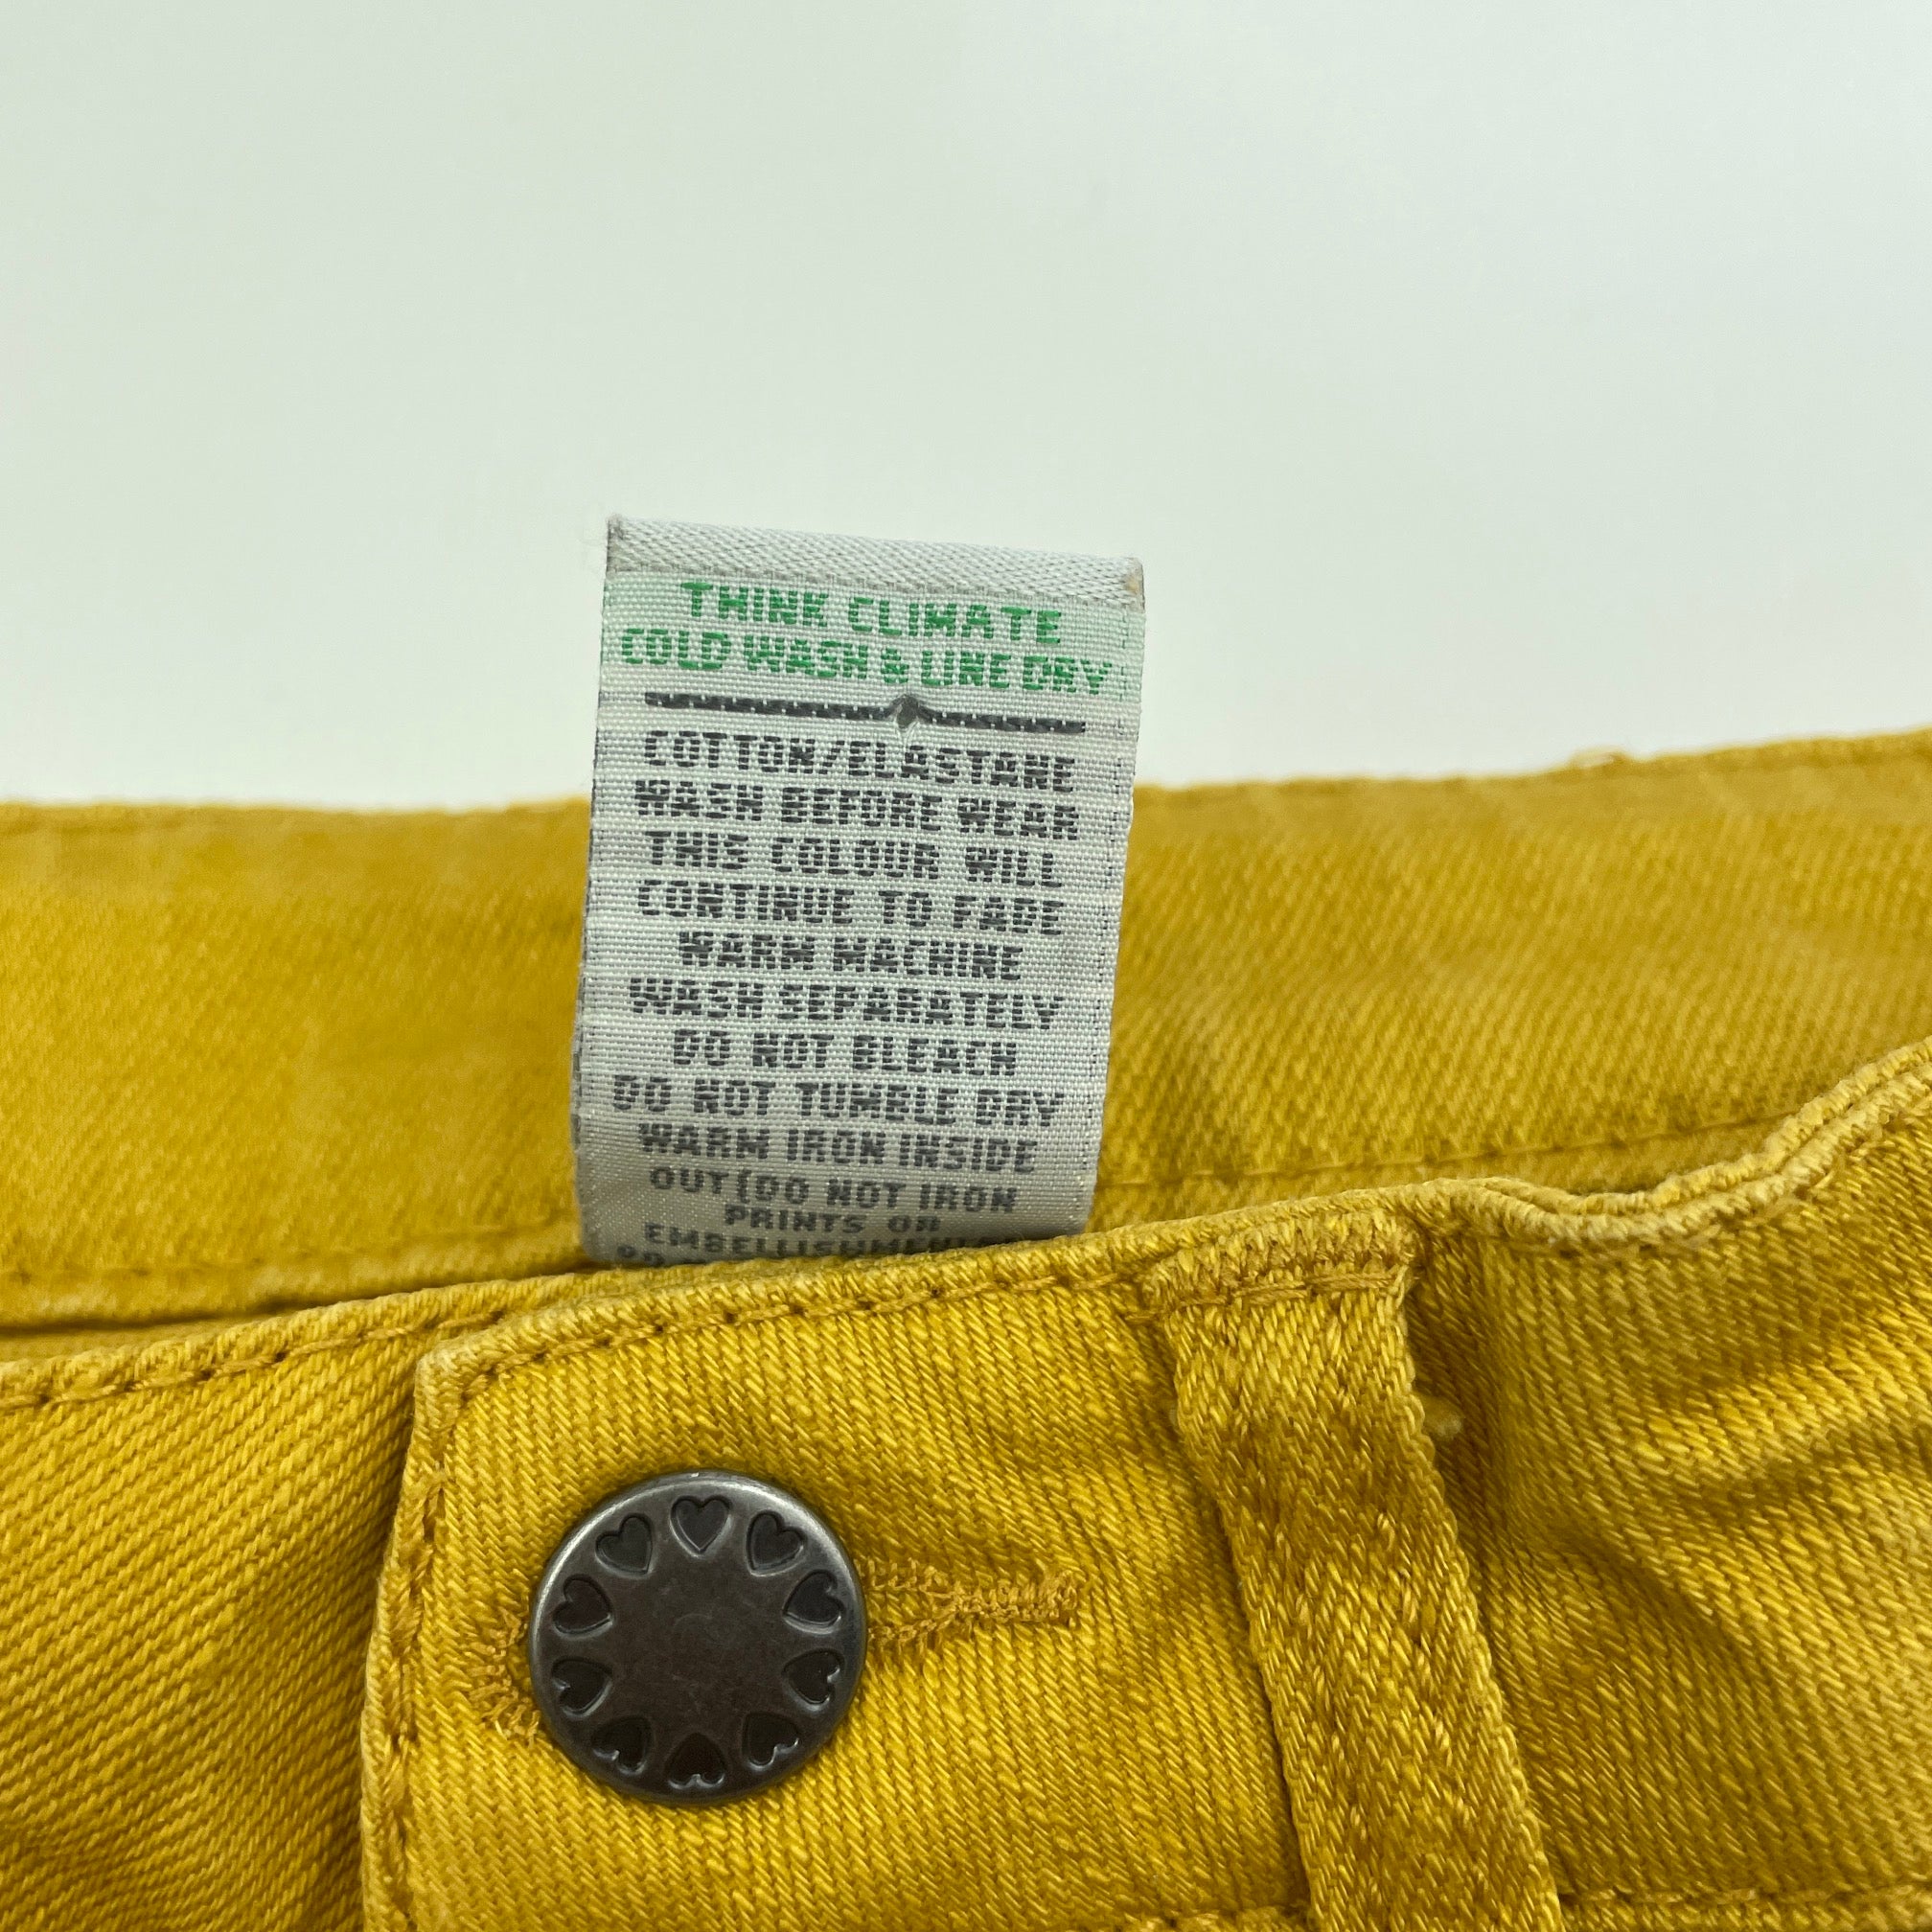 THINK CLIMATE
COLD WASH & LINE DRY
COTTON/ELASTANE
WASH BEFORE WEAR
THIS COLOUR WILL
CONTINUE TO FADE
WARM MACHINE
WASH SEPARATELY
DO NOT BLEACH
DO NOT TUMBLE DRY
WARM IRON INSIDE
OUT(DO NOT IRON
PRINTS OR